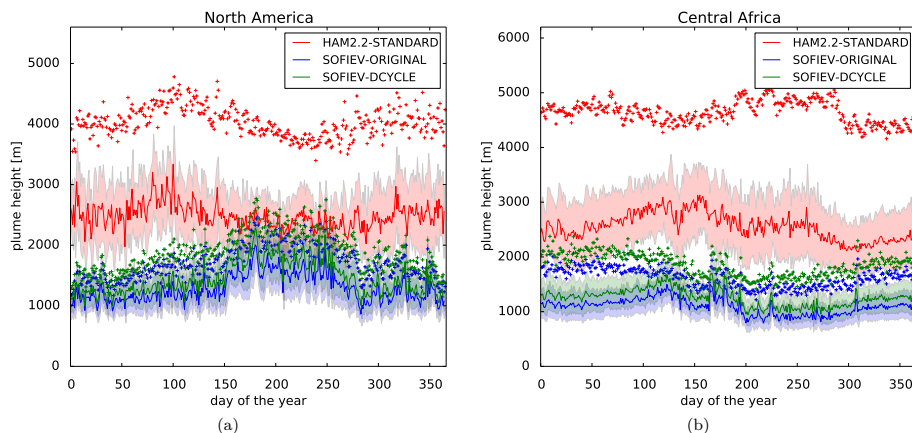 North America
HAM2.2-STANDARD
SOFIEV-ORIGINAL
SOFIEV-DCYCLE
5000
4000
3000
2000
1000
0
plume height [m]
0 50 100 150 200 250 300 350
day of the year
(a)
Central Africa
HAM2.2-STANDARD
SOFIEV-ORIGINAL
SOFIEV-DCYCLE
6000
5000
4000
3000
2000
1000
0
plume height [m]
0 50 100 150 200 250 300 350
day of the year
(b)